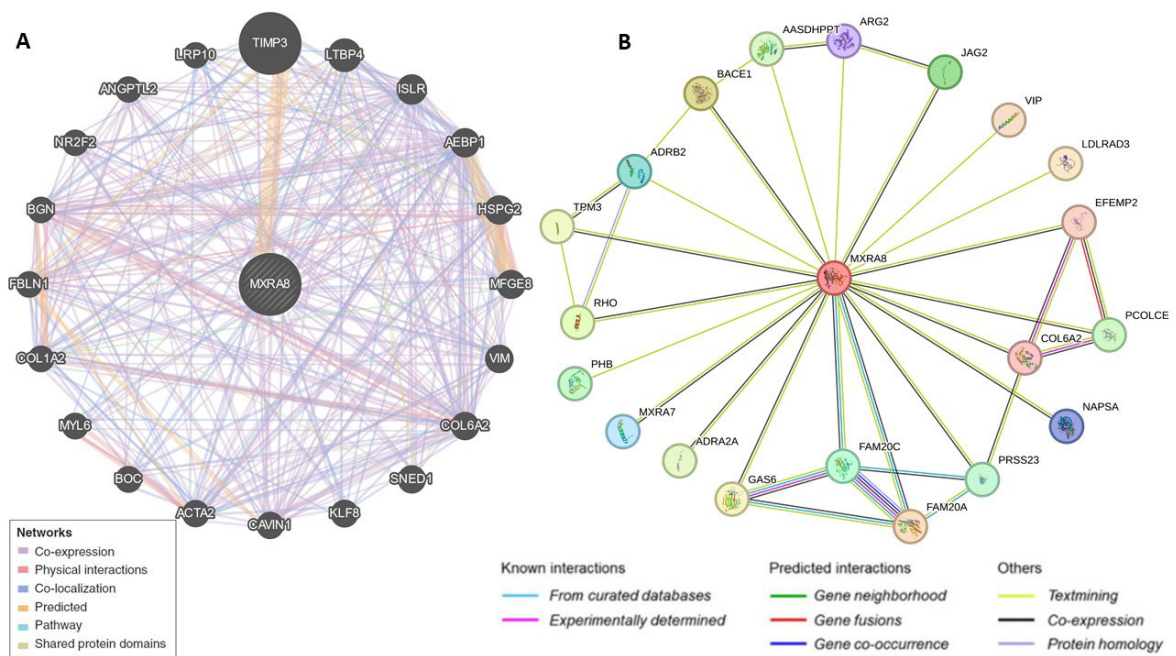 A
TIMP3
LRP10
LTBP4
ANGPTL2
ISLR
NR2F2
AEBP1
BGN
HSPG2
MXRA8
FBLN1
MFGE8
COL1A2
VIM
MYL6
COL6A2
BOC
SNED1
ACTA2
KLF8
CAVIN1
Networks
Co-expression
Physical interactions
Co-localization
Predicted
Pathway
Shared protein domains
B
AASDHPPT
ARG2
JAG2
BACE1
VIP
ADRB2
LDLRAD3
TPM3
EFEMP2
MXRA8
RHO
PCOLCE
COL6A2
PHB
MXRA7
NAPSA
ADRA2A
FAM20C
PRSS23
GAS6
FAM20A
Known interactions
From curated databases
Experimentally determined
Predicted interactions
Gene neighborhood
Gene fusions
Gene co-occurrence
Others
Textmining
Co-expression
Protein homology